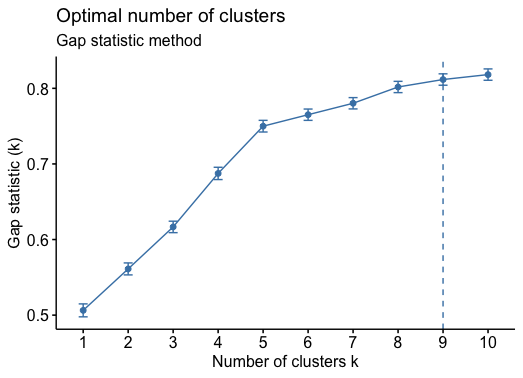 Optimal number of clusters
Gap statistic method
Gap statistic (k)
0.8
0.7
0.6
0.5
1 2 3 4 5 6 7 8 9 10
Number of clusters k